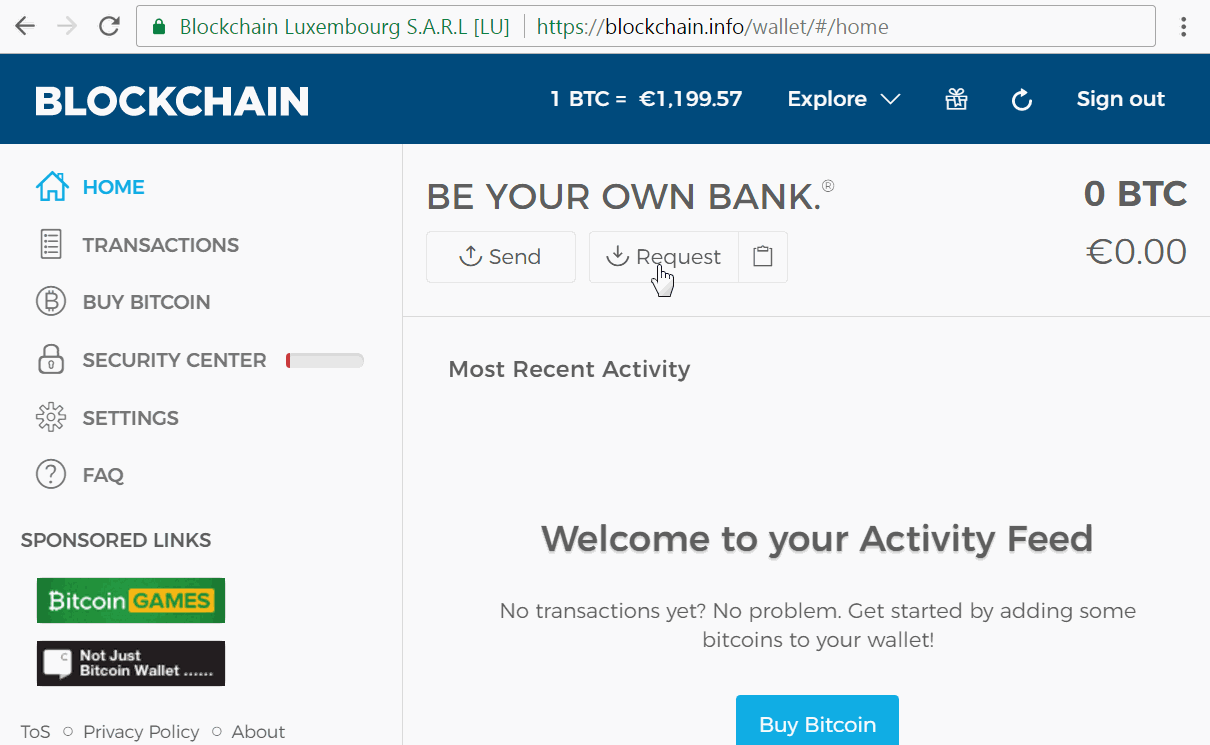 Blockchain Luxembourg S.A.R.L [LU] https://blockchain.info/wallet/#/home
BLOCKCHAIN 1 BTC = €1,199.57 Explore Sign out
HOME
TRANSACTIONS
BUY BITCOIN
SECURITY CENTER
SETTINGS
FAQ
SPONSORED LINKS
Bitcoin GAMES
Not Just
Bitcoin Wallet ......
ToS ○ Privacy Policy ○ About
BE YOUR OWN BANK.®
0 BTC
€0.00
Send Request
Most Recent Activity
Welcome to your Activity Feed
No transactions yet? No problem. Get started by adding some
bitcoins to your wallet!
Buy Bitcoin